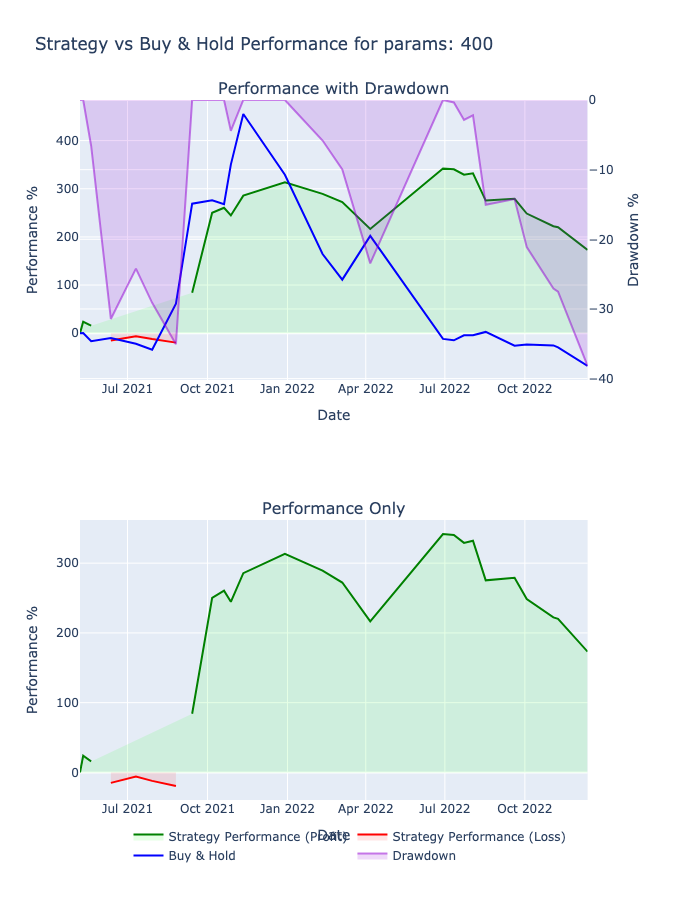 Strategy vs Buy & Hold Performance for params: 400
Performance with Drawdown
400
300
200
100
0
Performance %
0
−10
−20
−30
−40
Drawdown %
Jul 2021
Oct 2021
Jan 2022
Apr 2022
Jul 2022
Oct 2022
Date
Performance Only
300
200
100
0
Performance %
Jul 2021
Oct 2021
Jan 2022
Apr 2022
Jul 2022
Oct 2022
Date
Strategy Performance (Profit)
Strategy Performance (Loss)
Buy & Hold
Drawdown